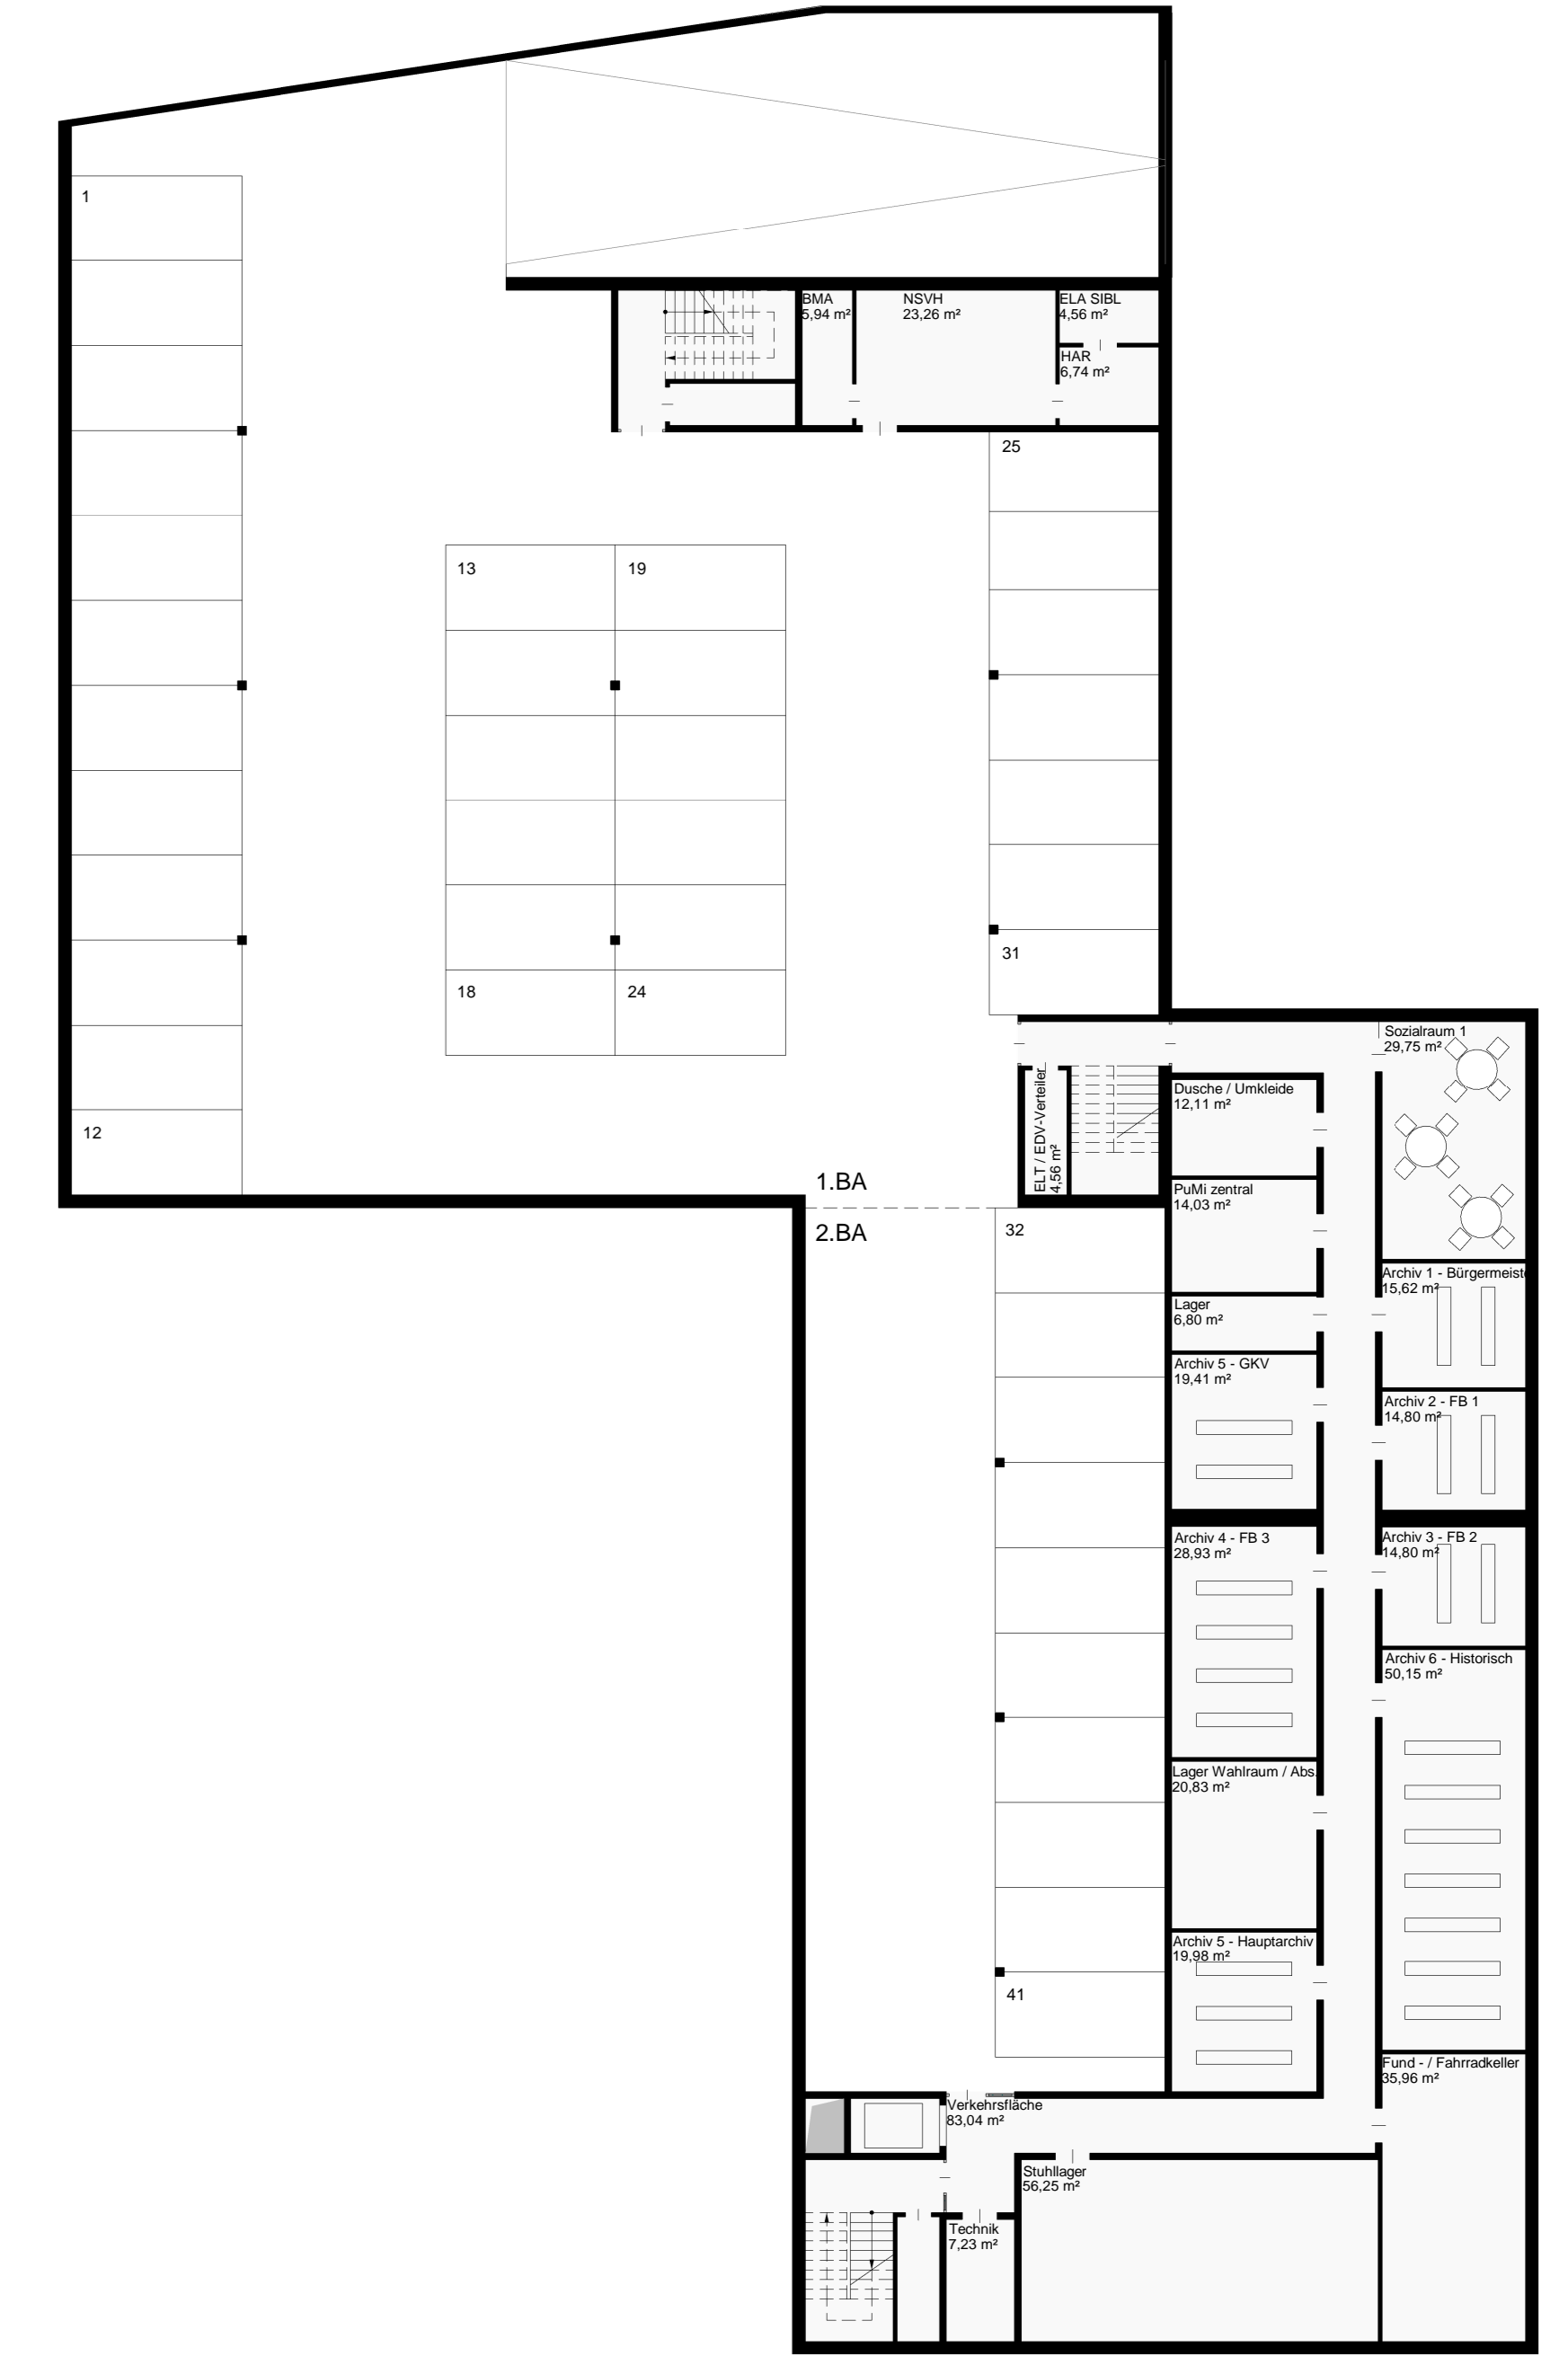 1
BMA
5,94 m²
NSVH
23,26 m²
ELA SIBL
4,56 m²
HAR
6,74 m²
25
13
19
31
18
24
12
Sozialraum 1
29,75 m²
ELT / EDV-Verteiler
4,56 m²
Dusche / Umkleide
12,11 m²
1.BA
2.BA
PuMi zentral
14,03 m²
32
Archiv 1 - Bürgermeist
15,62 m²
Lager
6,80 m²
Archiv 5 - GKV
19,41 m²
Archiv 2 - FB 1
14,80 m²
Archiv 4 - FB 3
28,93 m²
Archiv 3 - FB 2
14,80 m²
Archiv 6 - Historisch
50,15 m²
Lager Wahlraum / Abs.
20,83 m²
Archiv 5 - Hauptarchiv
19,98 m²
41
Fund - / Fahrradkeller
35,96 m²
Verkehrsfläche
83,04 m²
Stuhllager
56,25 m²
Technik
7,23 m²